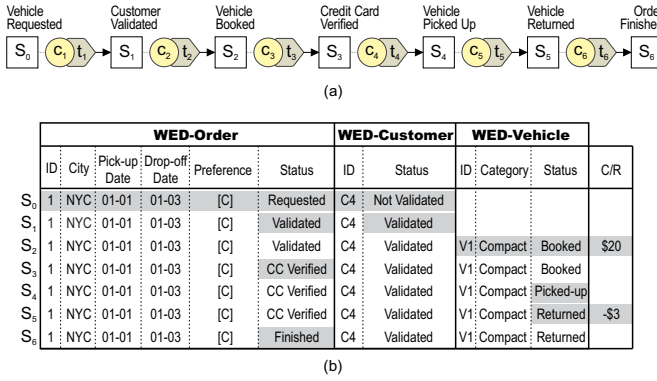 Vehicle Requested
Customer Validated
Vehicle Booked
Credit Card Verified
Vehicle Picked Up
Vehicle Returned
Orde Finishe
S0 c1 t1 S1 c2 t2 S2 c3 t3 S3 c4 t4 S4 c5 t5 S5 c6 t6 S6
(a)
WED-Order WED-Customer WED-Vehicle
ID City Pick-up Date Drop-off Date Preference Status ID Status ID Category Status C/R
S0 1 NYC 01-01 01-03 [C] Requested C4 Not Validated
S1 1 NYC 01-01 01-03 [C] Validated C4 Validated
S2 1 NYC 01-01 01-03 [C] Validated C4 Validated V1 Compact Booked $20
S3 1 NYC 01-01 01-03 [C] CC Verified C4 Validated V1 Compact Booked
S4 1 NYC 01-01 01-03 [C] CC Verified C4 Validated V1 Compact Picked-up
S5 1 NYC 01-01 01-03 [C] CC Verified C4 Validated V1 Compact Returned -$3
S6 1 NYC 01-01 01-03 [C] Finished C4 Validated V1 Compact Returned
(b)